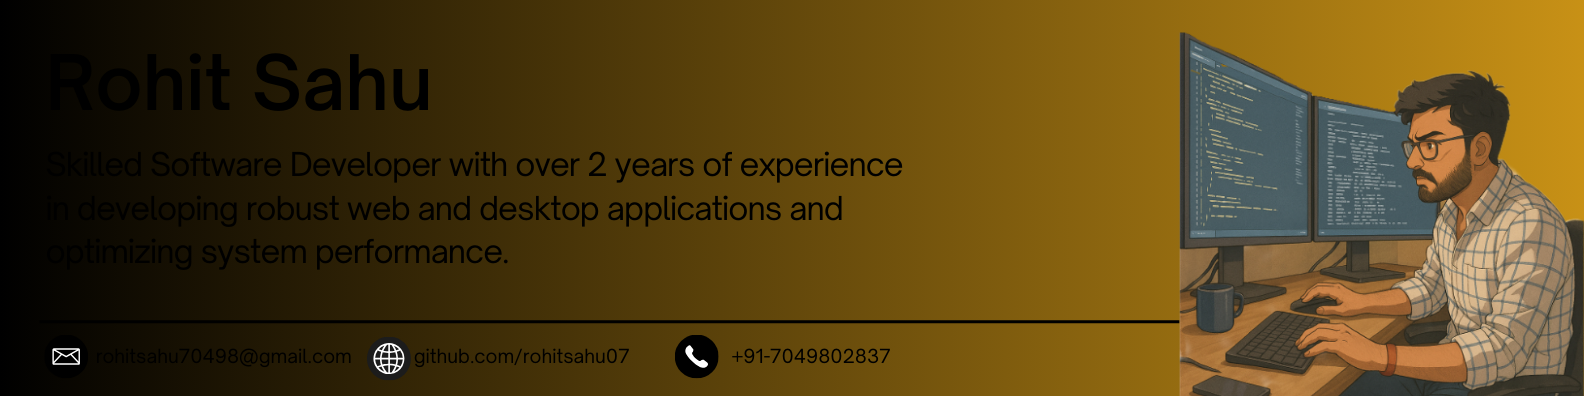 Rohit Sahu
Skilled Software Developer with over 2 years of experience
in developing robust web and desktop applications and
optimizing system performance.
rohitsahu70498@gmail.com github.com/rohitsahu07 +91-7049802837